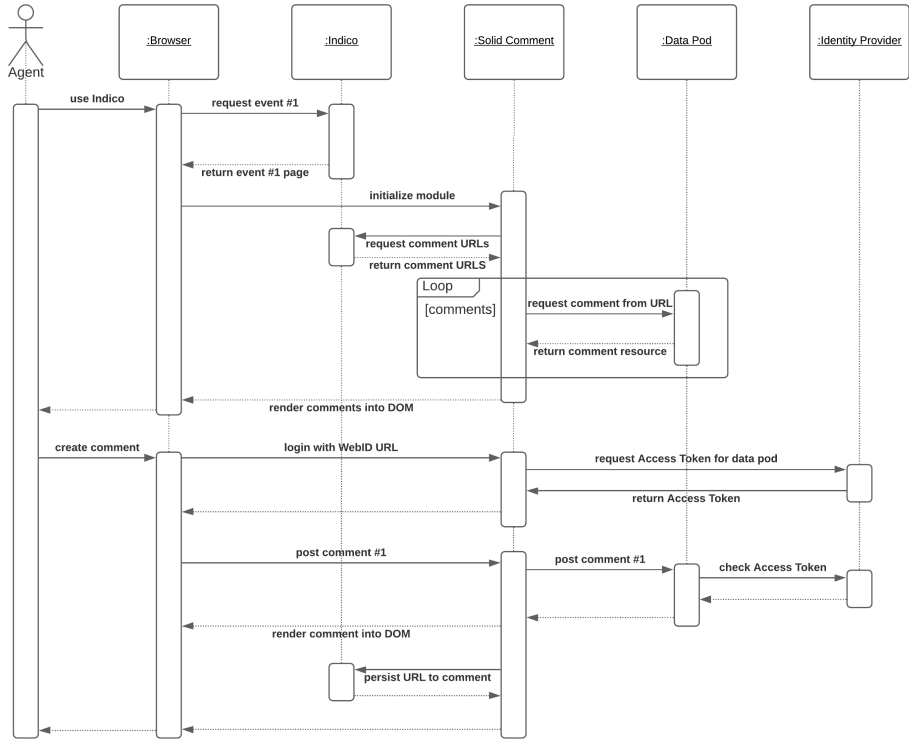 :Browser
:Indico
:Solid Comment
:Data Pod
:Identity Provider
Agent
use Indico
request event #1
return event #1 page
initialize module
request comment URLs
return comment URLS
Loop
[comments]
request comment from URL
return comment resource
render comments into DOM
create comment
login with WebID URL
request Access Token for data pod
return Access Token
post comment #1
post comment #1
check Access Token
render comment into DOM
persist URL to comment